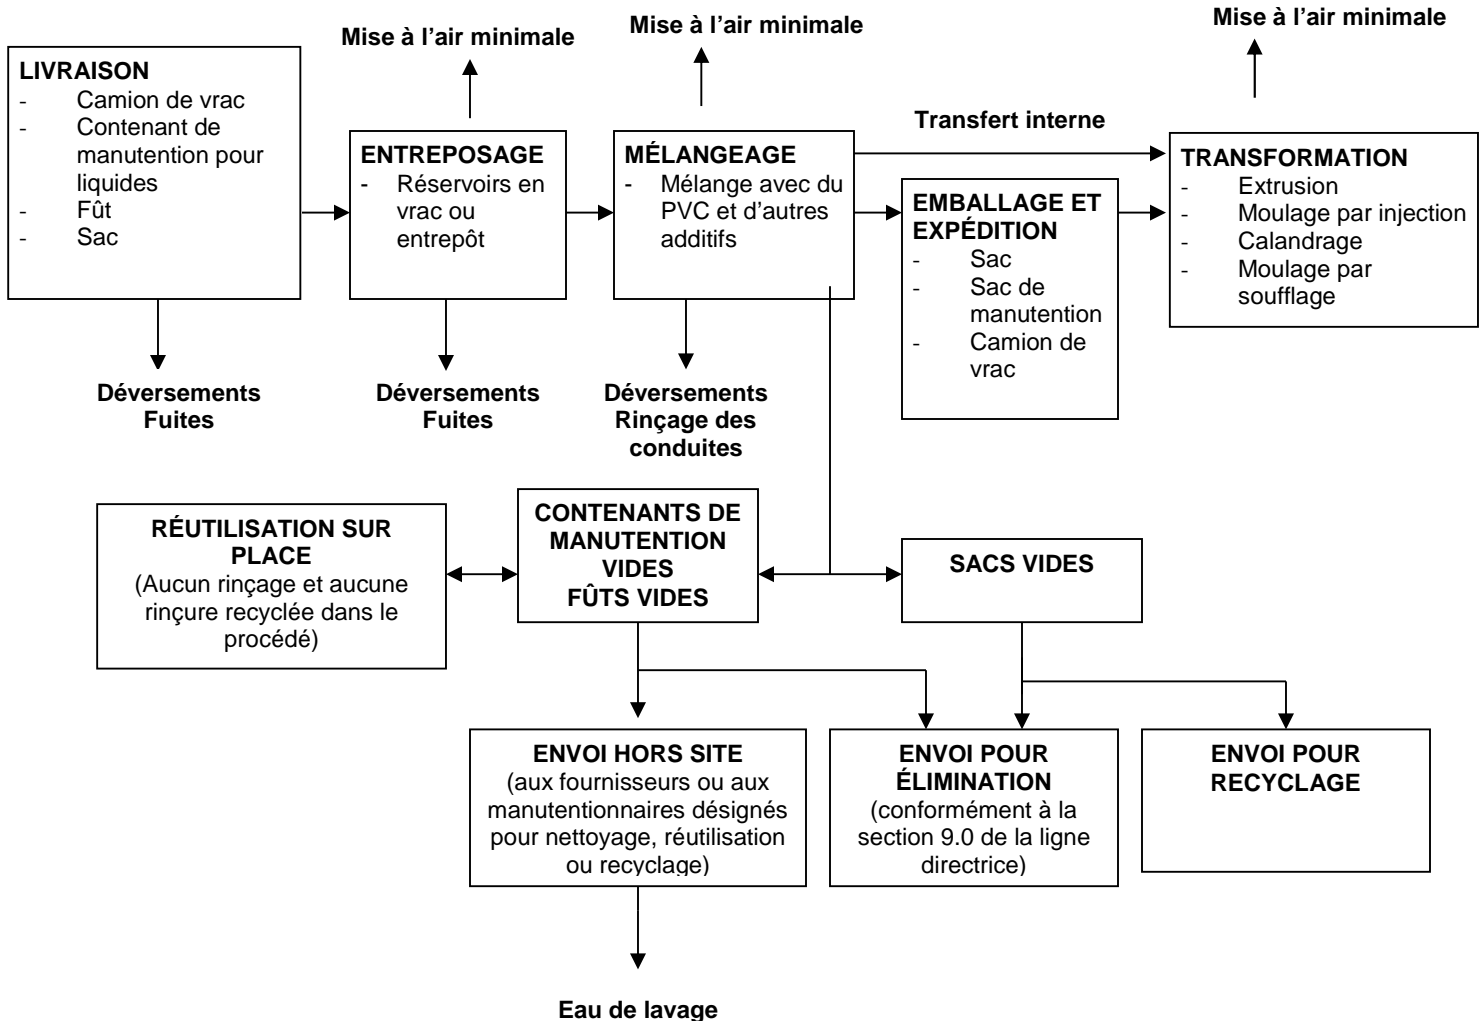 Mise à l'air minimale
Mise à l'air minimale
Mise à l'air minimale
LIVRAISON
- Camion de vrac
- Contenant de
manutention pour
liquides
- Fût
- Sac
ENTREPOSAGE
- Réservoirs en
vrac ou
entrepôt
MÉLANGEAGE
- Mélange avec du
PVC et d'autres
additifs
Transfert interne
EMBALLAGE ET
EXPÉDITION
- Sac
- Sac de
manutention
- Camion de
vrac
TRANSFORMATION
- Extrusion
- Moulage par injection
- Calandrage
- Moulage par
soufflage
Déversements
Fuites
Déversements
Fuites
Déversements
Rinçage des
conduites
RÉUTILISATION SUR
PLACE
(Aucun rinçage et aucune
rinçure recyclée dans le
procédé)
CONTENANTS DE
MANUTENTION
VIDES
FÛTS VIDES
SACS VIDES
ENVOI HORS SITE
(aux fournisseurs ou aux
manutentionnaires désignés
pour nettoyage, réutilisation
ou recyclage)
ENVOI POUR
ÉLIMINATION
(conformément à la
section 9.0 de la ligne
directrice)
ENVOI POUR
RECYCLAGE
Eau de lavage